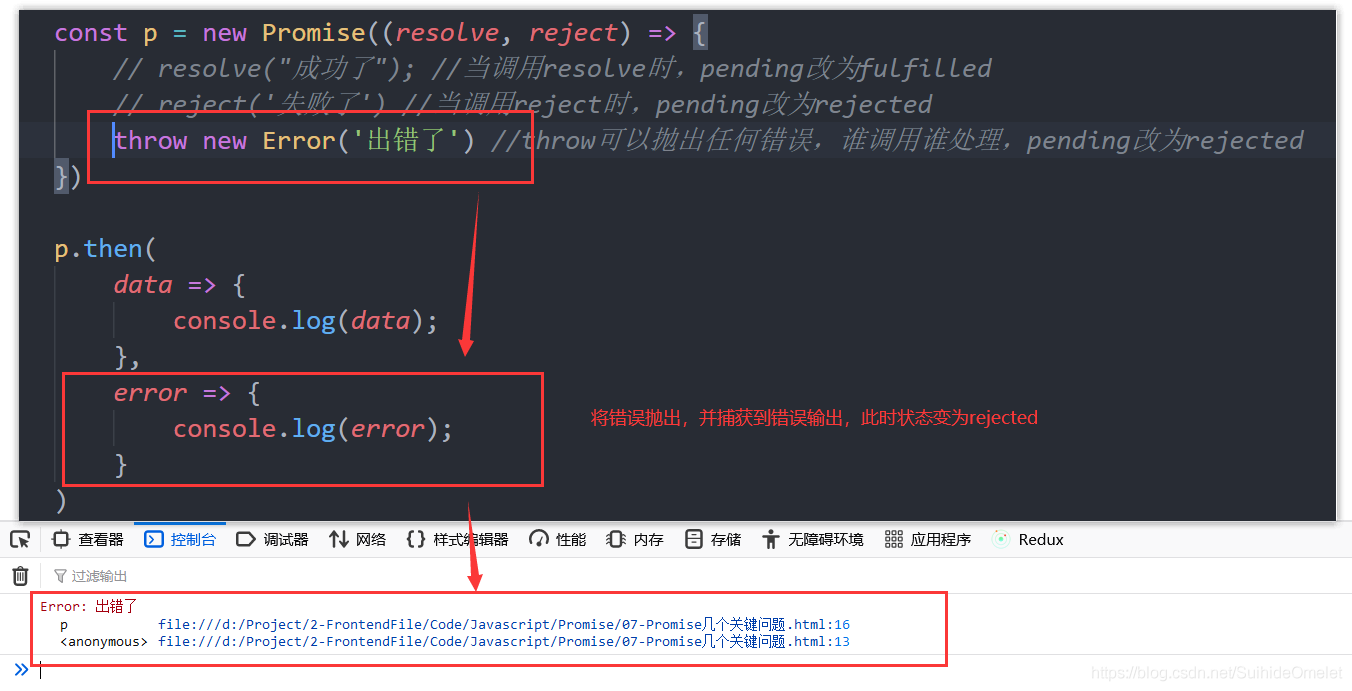 const p = new Promise((resolve, reject) => {
// resolve("成功了"); //当调用resolve时，pending改为fulfilled
// reject('失败了') //当调用reject时，pending改为rejected
throw new Error('出错了') //throw可以抛出任何错误，谁调用谁处理，pending改为rejected
})
p.then(
data => {
console.log(data);
},
error => {
console.log(error);
}
)
将错误抛出，并捕获到错误输出，此时状态变为rejected
查看器 控制台 调试器 网络 样式编辑器 性能 内存 存储 无障碍环境 应用程序 Redux
过滤输出
Error: 出错了
p file:///d:/Project/2-FrontendFile/Code/Javascript/Promise/07-Promise几个关键问题.html:16
<anonymous> file:///d:/Project/2-FrontendFile/Code/Javascript/Promise/07-Promise几个关键问题.html:13
https://blog.csdn.net/SuihideOmelet